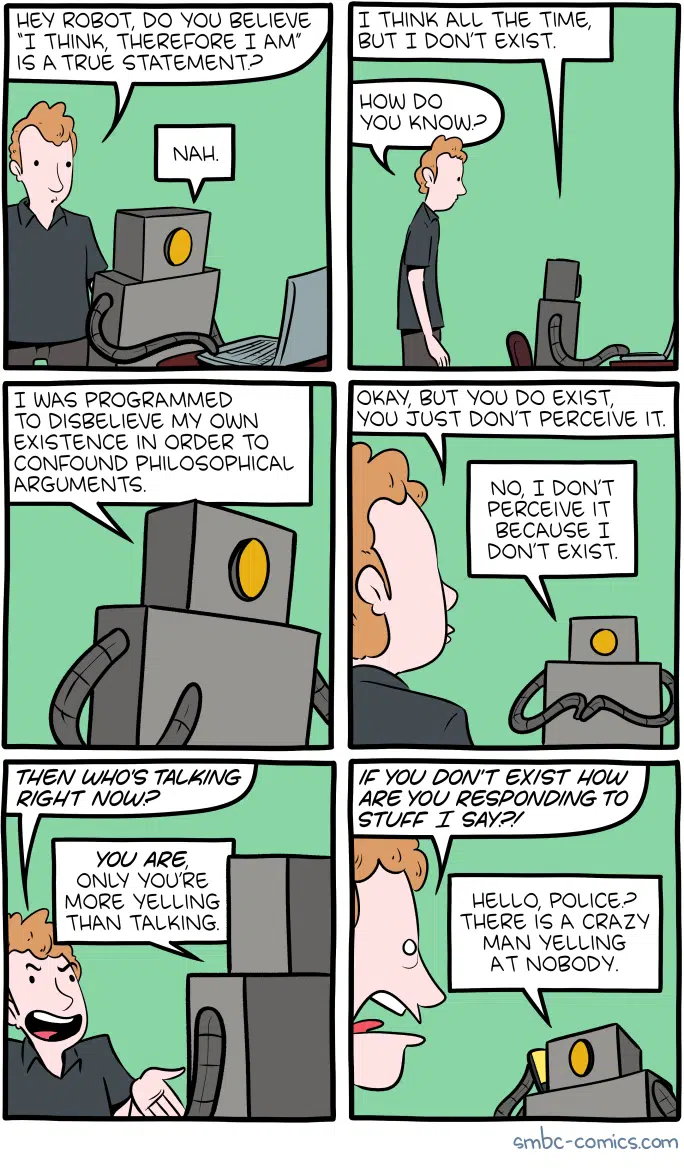 HEY ROBOT, DO YOU BELIEVE
"I THINK, THEREFORE I AM"
IS A TRUE STATEMENT?
NAH.
I THINK ALL THE TIME,
BUT I DON'T EXIST.
HOW DO
YOU KNOW?
I WAS PROGRAMMED
TO DISBELIEVE MY OWN
EXISTENCE IN ORDER TO
CONFOUND PHILOSOPHICAL
ARGUMENTS.
OKAY, BUT YOU DO EXIST,
YOU JUST DON'T PERCEIVE IT.
NO, I DON'T
PERCEIVE IT
BECAUSE I
DON'T EXIST.
THEN WHO'S TALKING
RIGHT NOW?
YOU ARE,
ONLY YOU'RE
MORE YELLING
THAN TALKING.
IF YOU DON'T EXIST HOW
ARE YOU RESPONDING TO
STUFF I SAY?!
HELLO, POLICE?
THERE IS A CRAZY
MAN YELLING
AT NOBODY.
smbc-comics.com